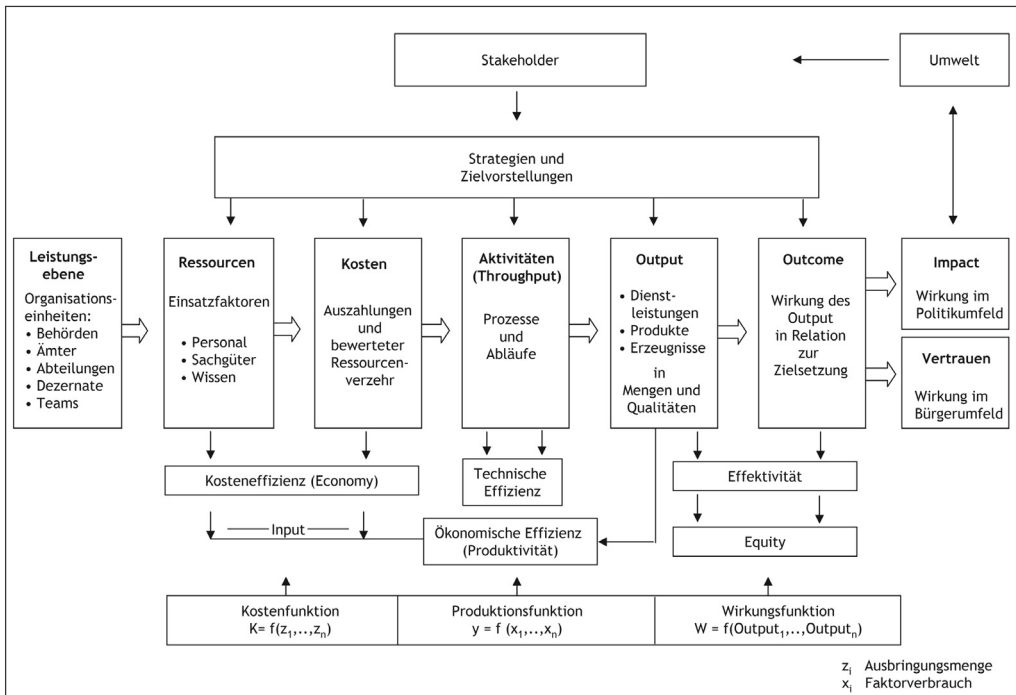 Stakeholder
Umwelt
Strategien und
Zielvorstellungen
Leistungs-
ebene
Organisations-
einheiten:
• Behörden
• Ämter
• Abteilungen
• Dezernate
• Teams
Ressourcen
Einsatzfaktoren
• Personal
• Sachgüter
• Wissen
Kosten
Auszahlungen
und
bewerteter
Ressourcen-
verzehr
Aktivitäten
(Throughput)
Prozesse
und
Abläufe
Output
• Dienst-
leistungen
• Produkte
• Erzeugnisse
in
Mengen und
Qualitäten
Outcome
Wirkung des
Output
in Relation
zur
Zielsetzung
Impact
Wirkung im
Politikumfeld
Vertrauen
Wirkung im
Bürgerumfeld
Kosteneffizienz (Economy)
Technische
Effizienz
Effektivität
Input
Ökonomische Effizienz
(Produktivität)
Equity
Kostenfunktion
K= f(z₁,..,zₙ)
Produktionsfunktion
y = f (x₁,..,xₙ)
Wirkungsfunktion
W = f(Output₁,..,Outputₙ)
zᵢ Ausbringungsmenge
xᵢ Faktorverbrauch